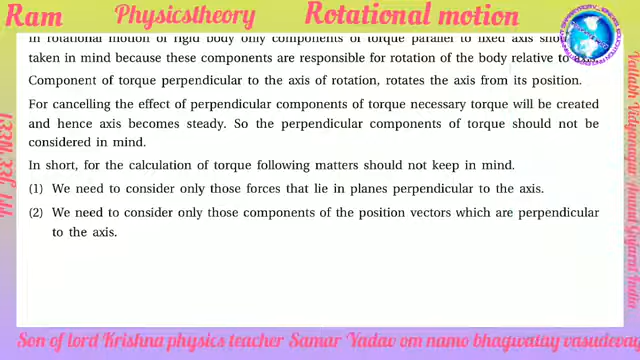 Ram Physicstheory Rotational motion
In rotational motion of rigid body only components of torque parallel to fixed axis
taken in mind because these components are responsible for rotation of the body relative to
Component of torque perpendicular to the axis of rotation, rotates the axis from its position.
For cancelling the effect of perpendicular components of torque necessary torque will be created
and hence axis becomes steady. So the perpendicular components of torque should not be
considered in mind.
In short, for the calculation of torque following matters should not keep in mind.
(1) We need to consider only those forces that lie in planes perpendicular to the axis.
(2) We need to consider only those components of the position vectors which are perpendicular
to the axis.
Son of lord Krishna physics teacher Samar Yadav om namo bhagwatay vasudevay
Vallabh Vidyanagar Anand Gujarat India